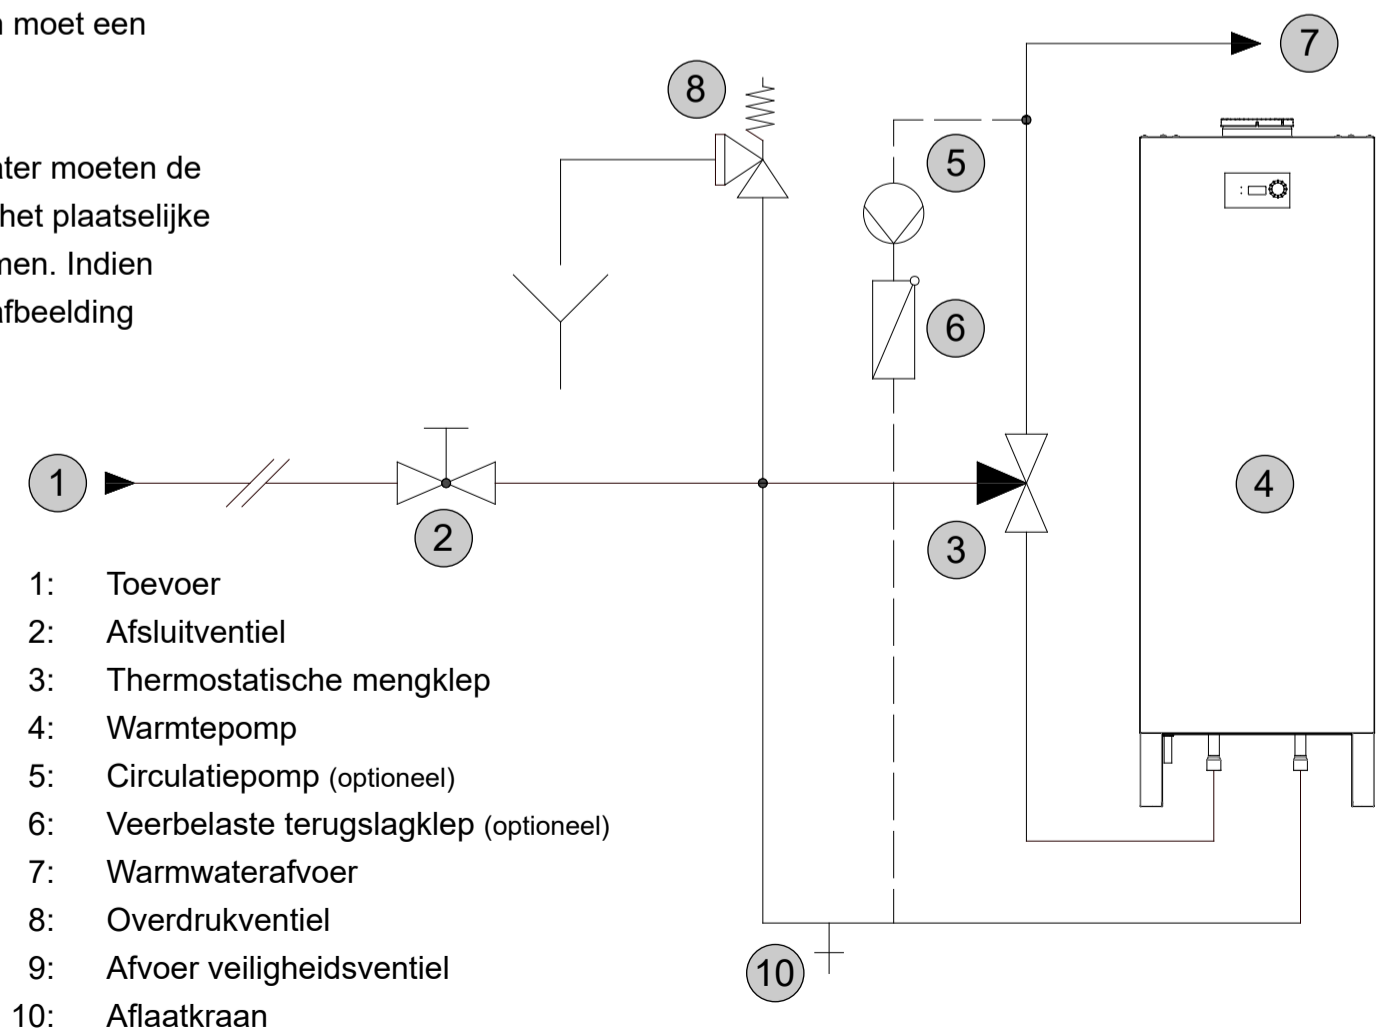 moet een
moeten de
het plaatselijke
Indien
afbeelding
7
8
5
6
1
2
3
4
1: Toevoer
2: Afsluitventiel
3: Thermostatische mengklep
4: Warmtepomp
5: Circulatiepomp (optioneel)
6: Veerbelaste terugslagklep (optioneel)
7: Warmwaterafvoer
8: Overdrukventiel
9: Afvoer veiligheidsventiel
10: Aflaatkraan
10